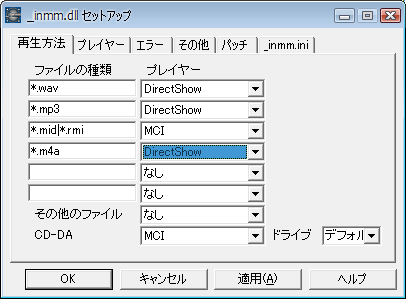 _inmm.dll セットアップ
再生方法 プレイヤー エラー その他 パッチ _inmm.ini
ファイルの種類 プレイヤー
*.wav DirectShow
*.mp3 DirectShow
*.mid|*.rmi MCI
*.m4a DirectShow
なし
なし
その他のファイル なし
CD-DA MCI ドライブ デフォル
OK キャンセル 適用(A) ヘルプ